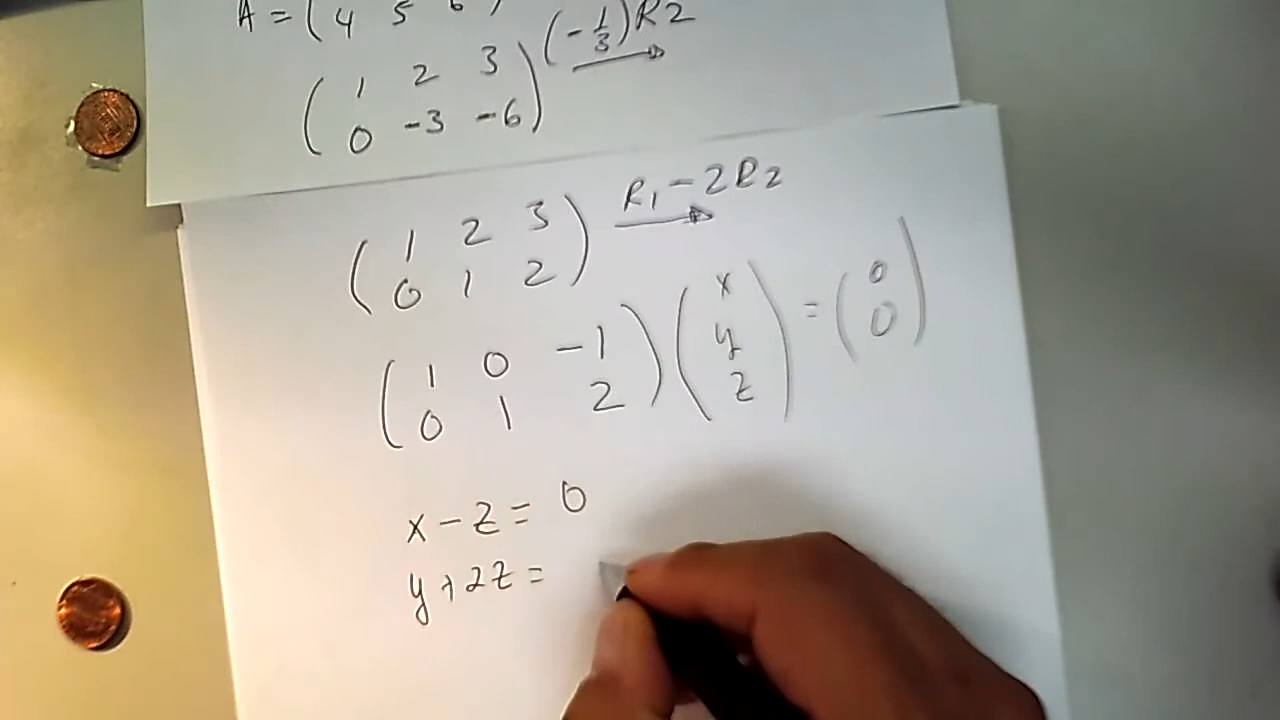 A = ( 4 5 6 )
( 1 2 3
0 -3 -6 ) (-1/3)R2 →
( 1 2 3
0 1 2 ) R1-2R2 →
( 1 0 -1
0 1 2 ) ( x
y
z ) = ( 0
0 )
x - z = 0
y + 2z =